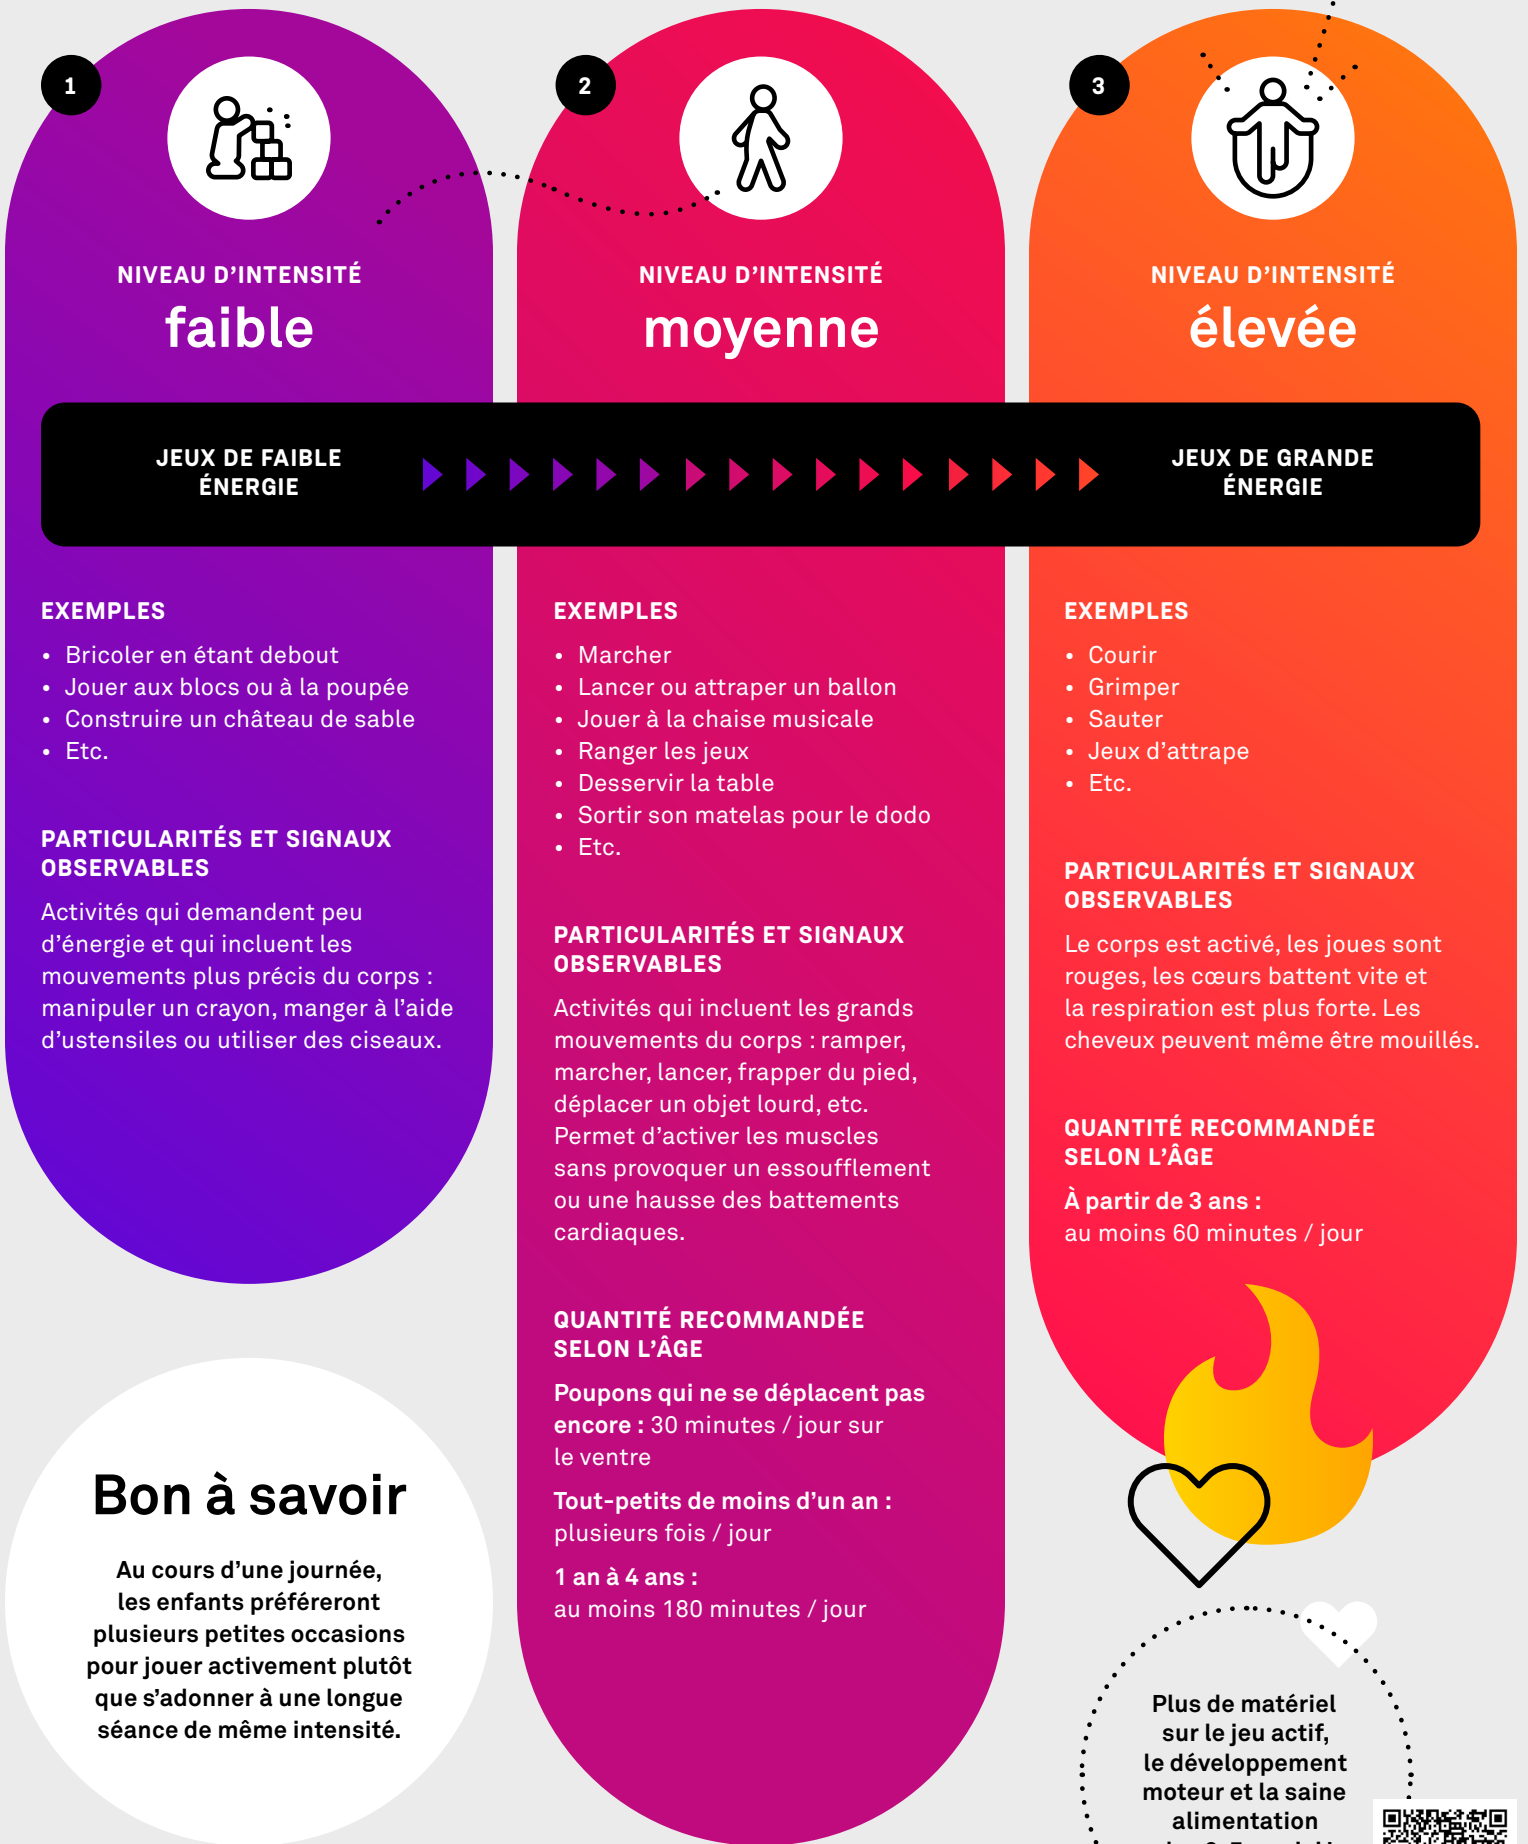 1
NIVEAU D’INTENSITÉ
faible
2
NIVEAU D’INTENSITÉ
moyenne
3
NIVEAU D’INTENSITÉ
élevée
JEUX DE FAIBLE
ÉNERGIE
JEUX DE GRANDE
ÉNERGIE
EXEMPLES
• Bricoler en étant debout
• Jouer aux blocs ou à la poupée
• Construire un château de sable
• Etc.
PARTICULARITÉS ET SIGNAUX
OBSERVABLES
Activités qui demandent peu
d’énergie et qui incluent les
mouvements plus précis du corps :
manipuler un crayon, manger à l’aide
d’ustensiles ou utiliser des ciseaux.
EXEMPLES
• Marcher
• Lancer ou attraper un ballon
• Jouer à la chaise musicale
• Ranger les jeux
• Desservir la table
• Sortir son matelas pour le dodo
• Etc.
PARTICULARITÉS ET SIGNAUX
OBSERVABLES
Activités qui incluent les grands
mouvements du corps : ramper,
marcher, lancer, frapper du pied,
déplacer un objet lourd, etc.
Permet d’activer les muscles
sans provoquer un essoufflement
ou une hausse des battements
cardiaques.
QUANTITÉ RECOMMANDÉE
SELON L’ÂGE
Poupons qui ne se déplacent pas
encore : 30 minutes / jour sur
le ventre
Tout-petits de moins d’un an :
plusieurs fois / jour
1 an à 4 ans :
au moins 180 minutes / jour
EXEMPLES
• Courir
• Grimper
• Sauter
• Jeux d’attrape
• Etc.
PARTICULARITÉS ET SIGNAUX
OBSERVABLES
Le corps est activé, les joues sont
rouges, les cœurs battent vite et
la respiration est plus forte. Les
cheveux peuvent même être mouillés.
QUANTITÉ RECOMMANDÉE
SELON L’ÂGE
À partir de 3 ans :
au moins 60 minutes / jour
Bon à savoir
Au cours d’une journée,
les enfants préféreront
plusieurs petites occasions
pour jouer activement plutôt
que s’adonner à une longue
séance de même intensité.
Plus de matériel
sur le jeu actif,
le développement
moteur et la saine
alimentation